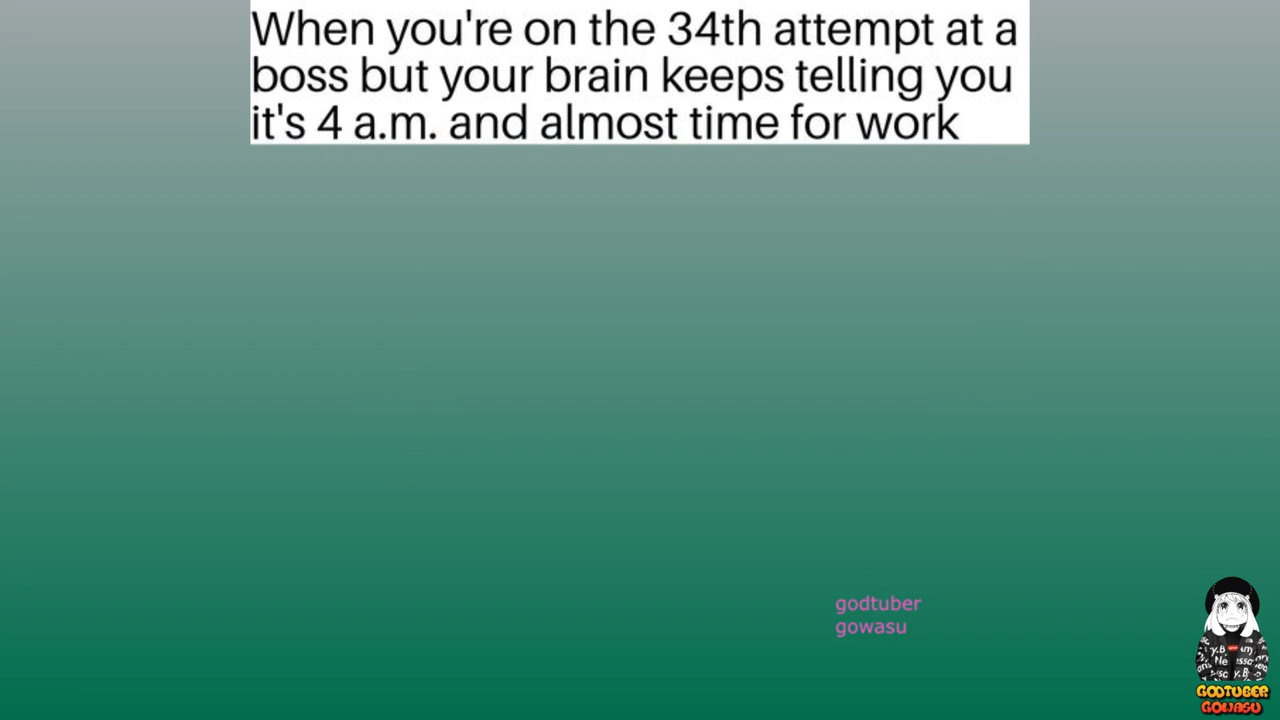 When you're on the 34th attempt at a
boss but your brain keeps telling you
it's 4 a.m. and almost time for work
godtuber
gowasu
GODTUBER
GOWASU